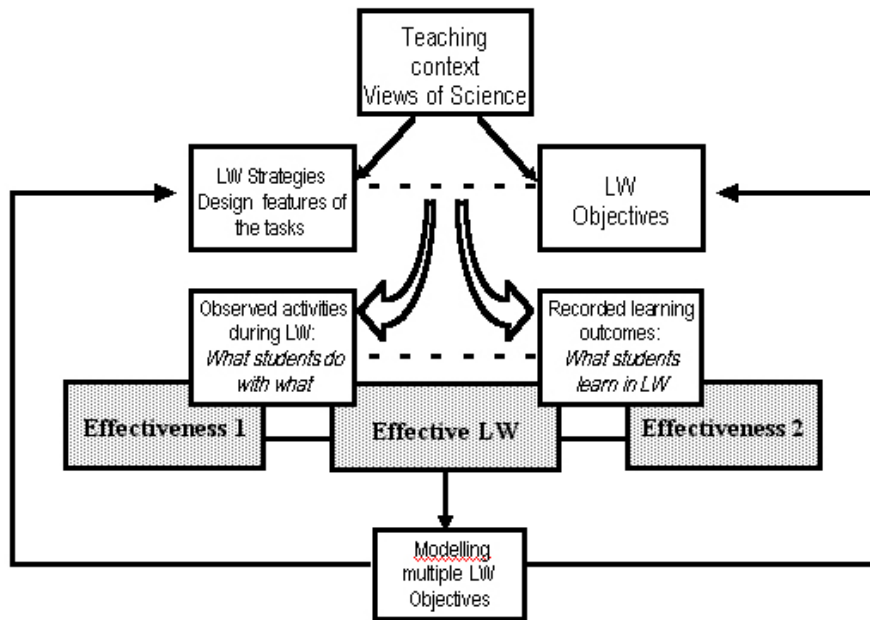 Teaching
context
Views of Science
LW Strategies
Design features of
the tasks
LW
Objectives
Observed activities
during LW:
What students do
with what
Recorded learning
outcomes:
What students
learn in LW
Effectiveness 1
Effective LW
Effectiveness 2
Modelling
multiple LW
Objectives